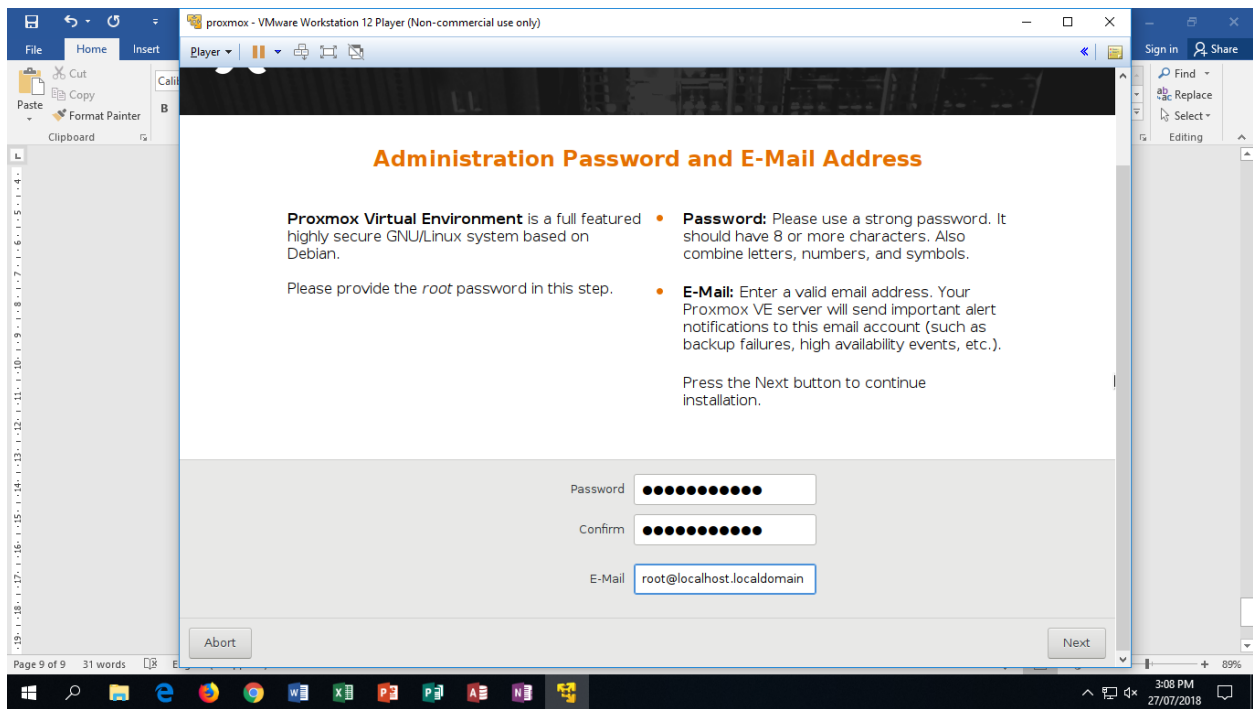 proxmox - VMware Workstation 12 Player (Non-commercial use only)
File Home Insert
Player
Sign in Share
Cut
Copy
Paste
Format Painter
Clipboard
Calib
B
Find
Replace
Select
Editing
Administration Password and E-Mail Address
Proxmox Virtual Environment is a full featured
highly secure GNU/Linux system based on
Debian.
Please provide the root password in this step.
Password: Please use a strong password. It
should have 8 or more characters. Also
combine letters, numbers, and symbols.
E-Mail: Enter a valid email address. Your
Proxmox VE server will send important alert
notifications to this email account (such as
backup failures, high availability events, etc.).
Press the Next button to continue
installation.
Password ●●●●●●●●●●●
Confirm ●●●●●●●●●●●
E-Mail root@localhost.localdomain
Abort Next
Page 9 of 9 31 words
89%
3:08 PM
27/07/2018